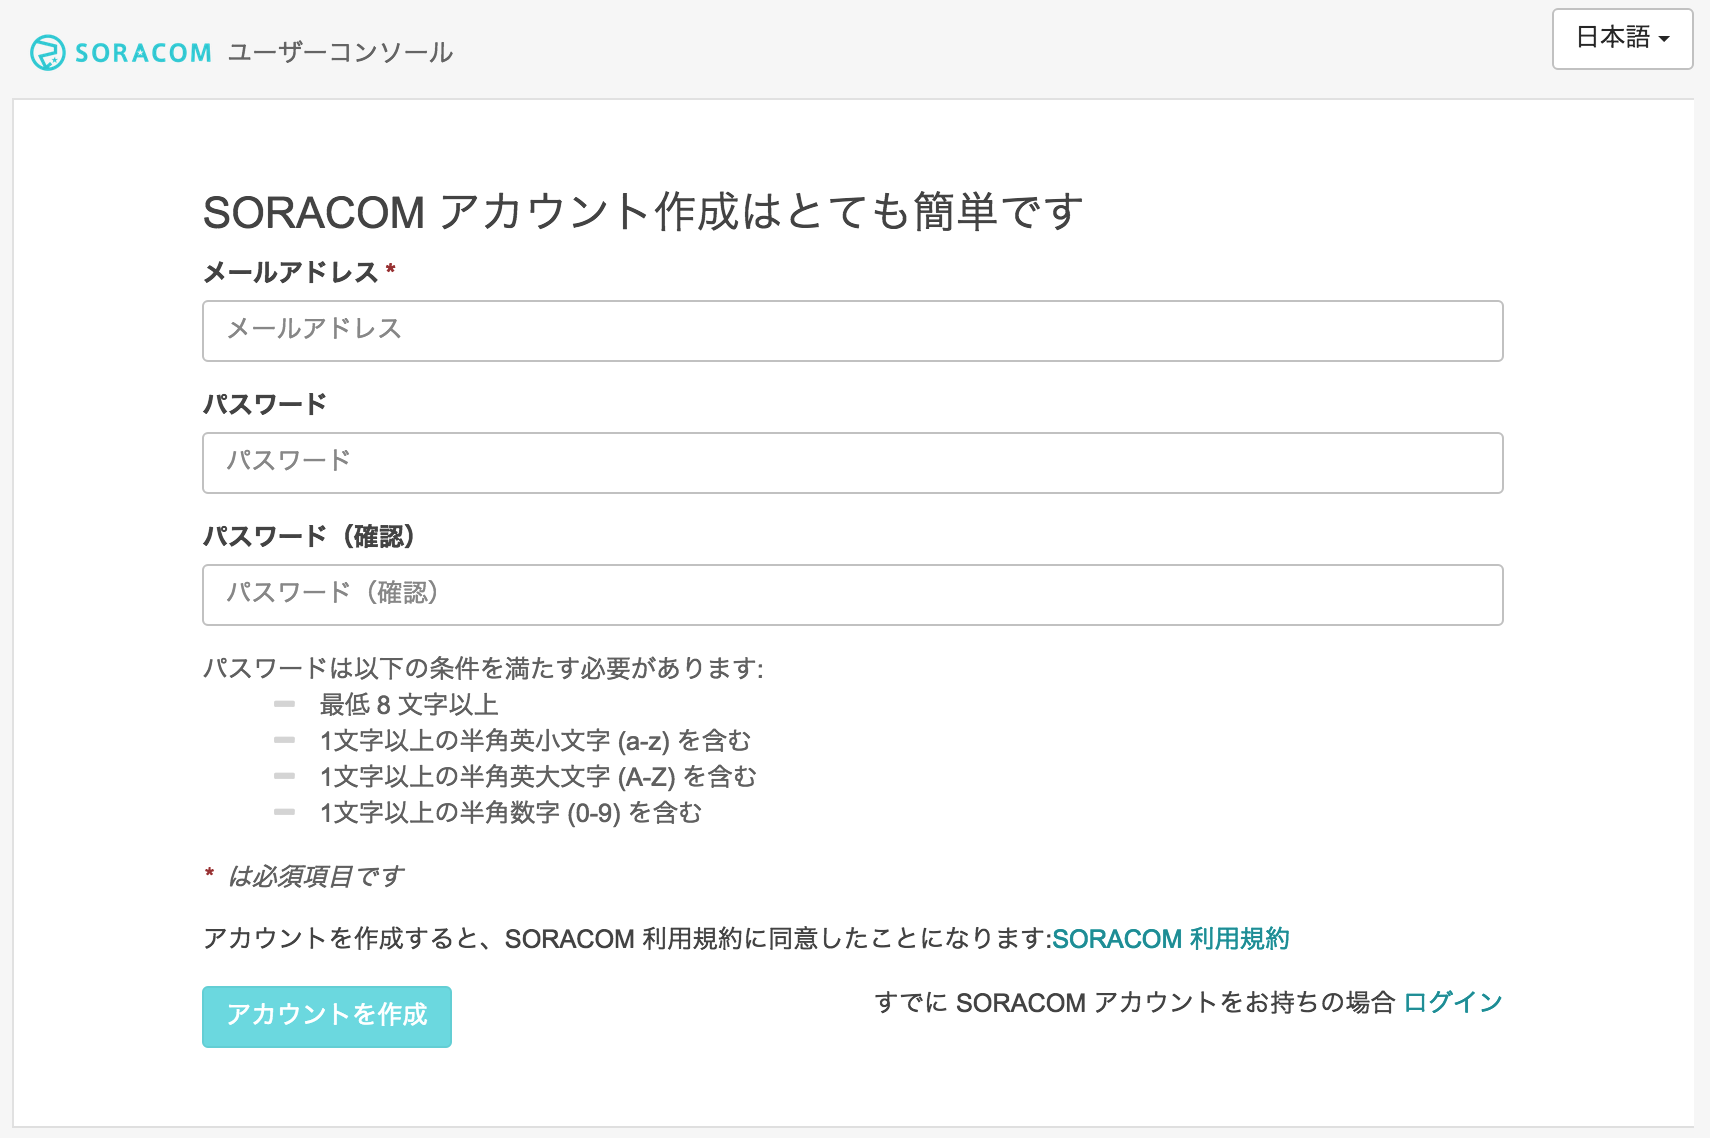 SORACOM ユーザーコンソール
日本語
SORACOM アカウント作成はとても簡単です
メールアドレス *
メールアドレス
パスワード
パスワード
パスワード（確認）
パスワード（確認）
パスワードは以下の条件を満たす必要があります:
最低 8 文字以上
1文字以上の半角英小文字 (a-z) を含む
1文字以上の半角英大文字 (A-Z) を含む
1文字以上の半角数字 (0-9) を含む
* は必須項目です
アカウントを作成すると、SORACOM 利用規約に同意したことになります:SORACOM 利用規約
アカウントを作成
すでに SORACOM アカウントをお持ちの場合 ログイン